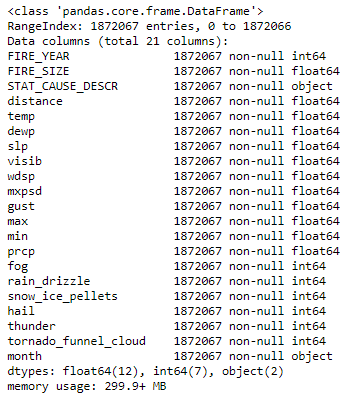 <class 'pandas.core.frame.DataFrame'>
RangeIndex: 1872067 entries, 0 to 1872066
Data columns (total 21 columns):
FIRE_YEAR               1872067 non-null int64
FIRE_SIZE               1872067 non-null float64
STAT_CAUSE_DESCR        1872067 non-null object
distance                1872067 non-null float64
temp                    1872067 non-null float64
dewp                    1872067 non-null float64
slp                     1872067 non-null float64
visib                   1872067 non-null float64
wdsp                    1872067 non-null float64
mxpsd                   1872067 non-null float64
gust                    1872067 non-null float64
max                     1872067 non-null float64
min                     1872067 non-null float64
prcp                    1872067 non-null float64
fog                     1872067 non-null int64
rain_drizzle            1872067 non-null int64
snow_ice_pellets        1872067 non-null int64
hail                    1872067 non-null int64
thunder                 1872067 non-null int64
tornado_funnel_cloud    1872067 non-null int64
month                   1872067 non-null object
dtypes: float64(12), int64(7), object(2)
memory usage: 299.9+ MB